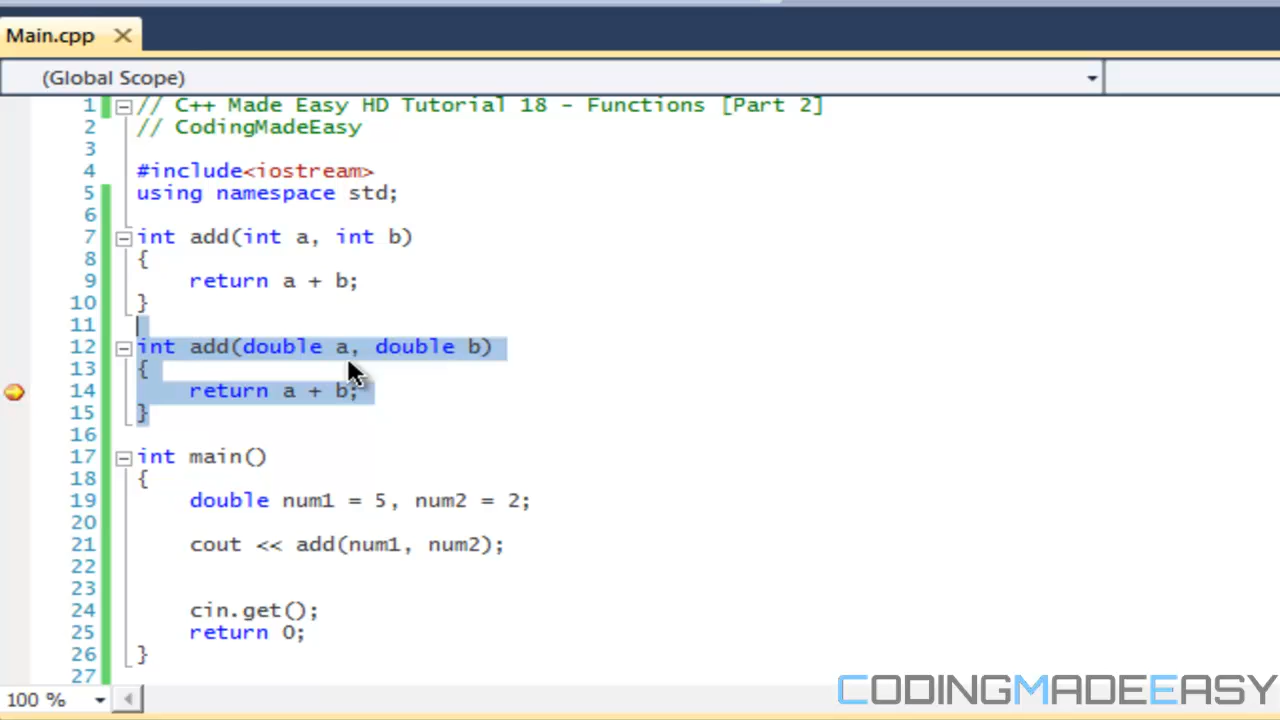 Main.cpp
(Global Scope)
1 // C++ Made Easy HD Tutorial 18 - Functions [Part 2]
2 // CodingMadeEasy
3
4 #include<iostream>
5 using namespace std;
6
7 int add(int a, int b)
8 {
9 return a + b;
10 }
11
12 int add(double a, double b)
13 {
14 return a + b;
15 }
16
17 int main()
18 {
19 double num1 = 5, num2 = 2;
20
21 cout << add(num1, num2);
22
23
24 cin.get();
25 return 0;
26 }
27
100 %
CODINGMADEEASY